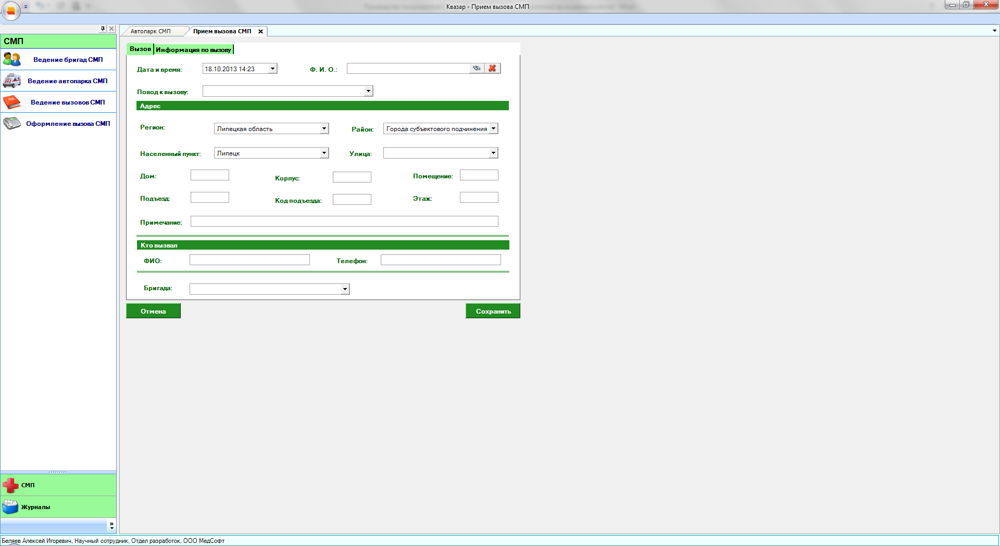 Квазар - Прием вызова СМП
СМП
Ведение бригад СМП
Ведение автопарка СМП
Ведение вызовов СМП
Оформление вызова СМП
Автопарк СМП
Прием вызова СМП
Вызов
Информация по вызову
Дата и время: 18.10.2013 14:23 Ф. И. О.:
Повод к вызову:
Адрес
Регион: Липецкая область Район: Города субъектового подчинения
Населенный пункт: Липецк Улица:
Дом: Корпус: Помещение:
Подъезд: Код подъезда: Этаж:
Примечание:
Кто вызвал
ФИО: Телефон:
Бригада:
Отмена Сохранить
СМП
Журналы
Беляев Алексей Игоревич, Научный сотрудник, Отдел разработок, ООО МедСофт